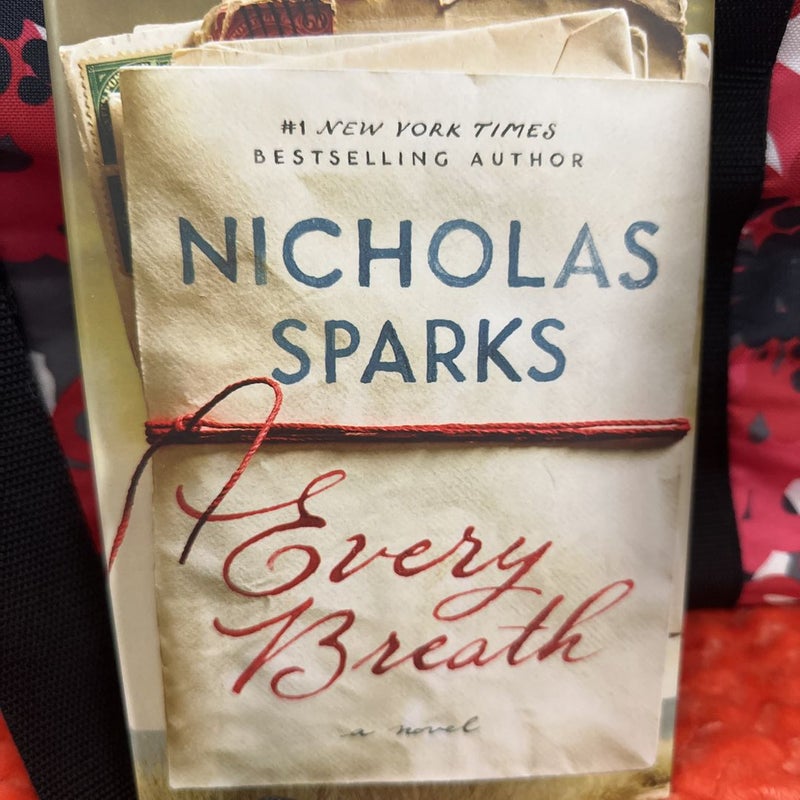 #1 NEW YORK TIMES
BESTSELLING AUTHOR
NICHOLAS
SPARKS
Every
Breath
a novel